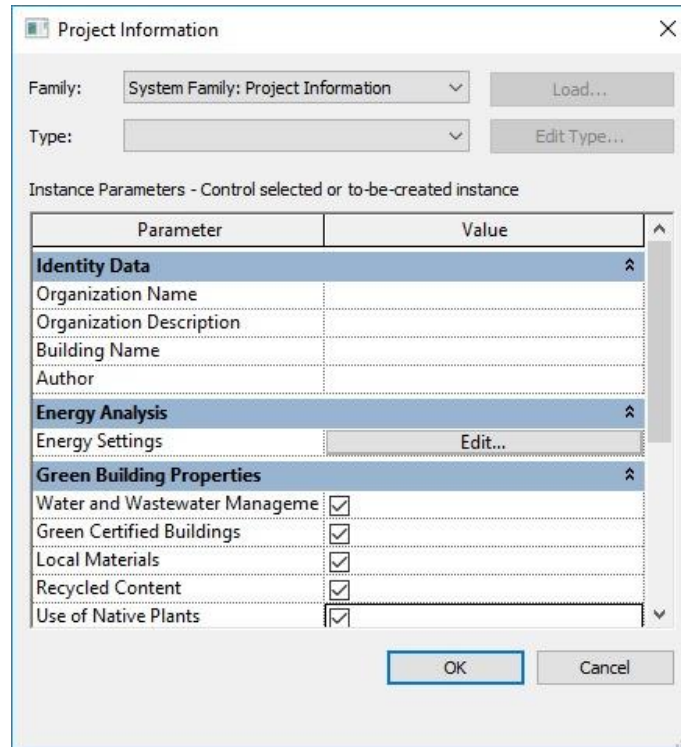 Project Information
Family: System Family: Project Information Load...
Type: Edit Type...
Instance Parameters - Control selected or to-be-created instance
Parameter Value
Identity Data
Organization Name
Organization Description
Building Name
Author
Energy Analysis
Energy Settings Edit...
Green Building Properties
Water and Wastewater Manageme
Green Certified Buildings
Local Materials
Recycled Content
Use of Native Plants
OK Cancel